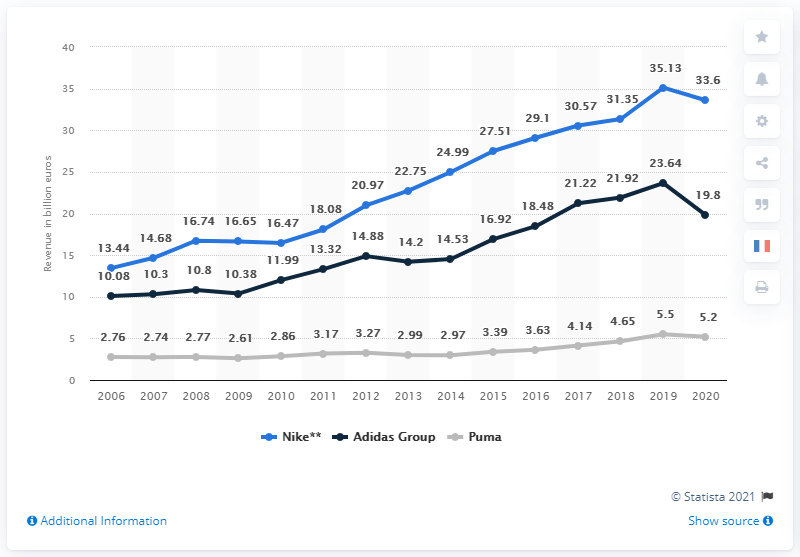 Revenue in billion euros
40
35
30
25
20
15
10
5
0
13.44 14.68 16.74 16.65 16.47 18.08 20.97 22.75 24.99 27.51 29.1 30.57 31.35 35.13 33.6
10.08 10.3 10.8 10.38 11.99 13.32 14.88 14.2 14.53 16.92 18.48 21.22 21.92 23.64 19.8
2.76 2.74 2.77 2.61 2.86 3.17 3.27 2.99 2.97 3.39 3.63 4.14 4.65 5.5 5.2
2006 2007 2008 2009 2010 2011 2012 2013 2014 2015 2016 2017 2018 2019 2020
Nike** Adidas Group Puma
© Statista 2021
Additional Information Show source